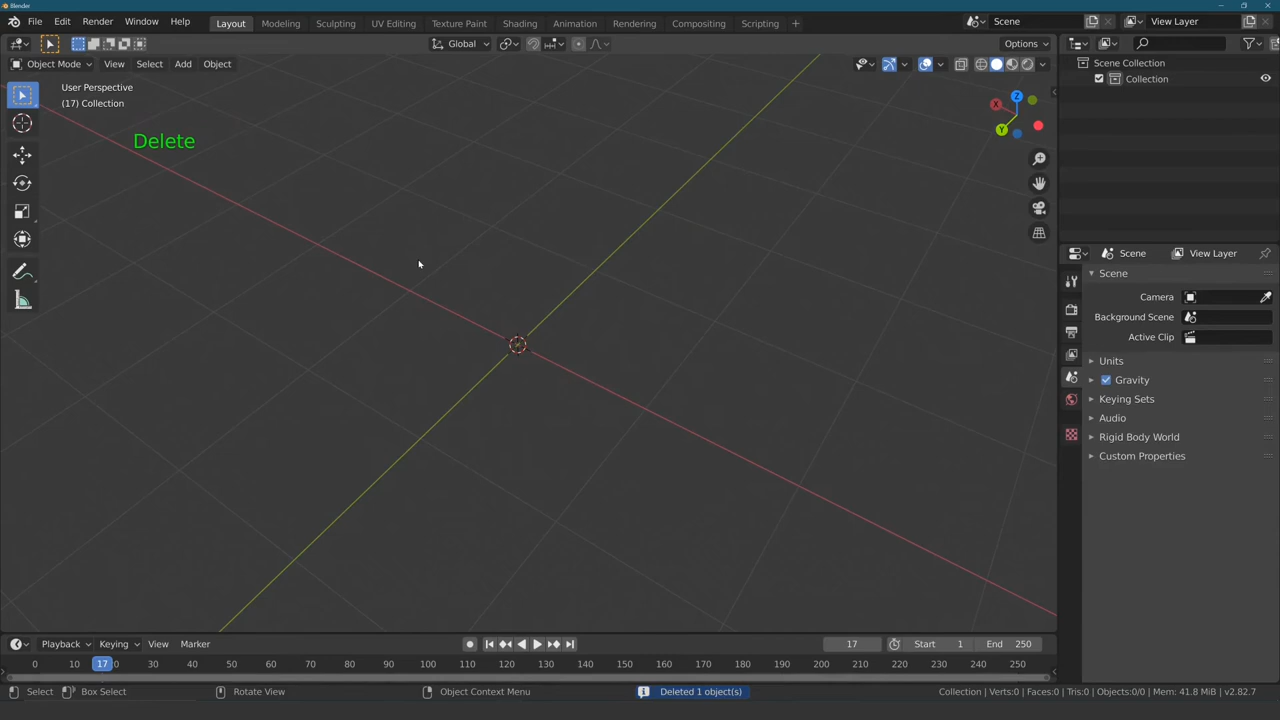 Blender
File Edit Render Window Help Layout Modeling Sculpting UV Editing Texture Paint Shading Animation Rendering Compositing Scripting + Scene View Layer
Global Options
Object Mode View Select Add Object
Scene Collection
Collection
User Perspective
(17) Collection
Delete
X Y Z
Scene View Layer
Scene
Camera
Background Scene
Active Clip
Units
Gravity
Keying Sets
Audio
Rigid Body World
Custom Properties
Playback Keying View Marker 17 Start 1 End 250
0 10 17 20 30 40 50 60 70 80 90 100 110 120 130 140 150 160 170 180 190 200 210 220 230 240 250
Select Box Select Rotate View Object Context Menu Deleted 1 object(s) Collection | Verts:0 | Faces:0 | Tris:0 | Objects:0/0 | Mem: 41.8 MiB | v2.82.7